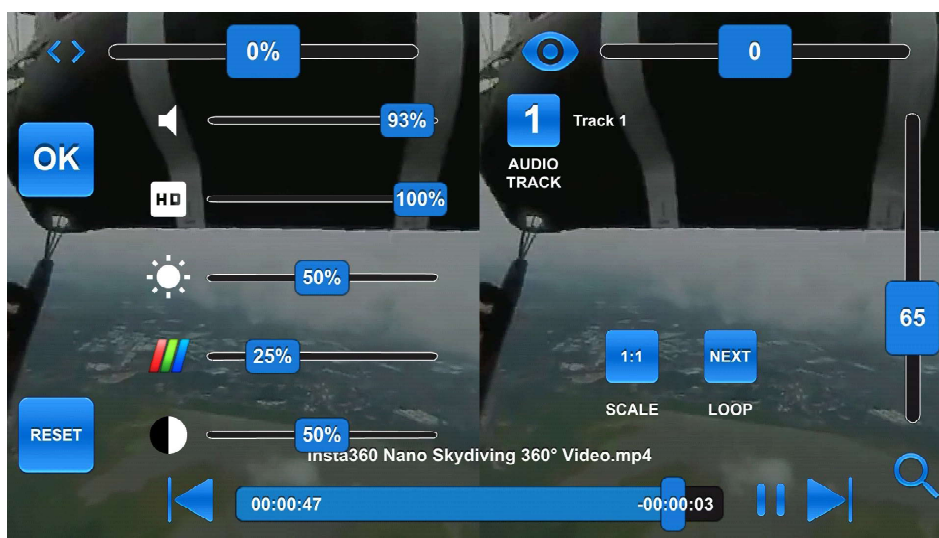 0%
0
93%
1
Track 1
OK
AUDIO
TRACK
HD
100%
50%
65
25%
1:1
NEXT
SCALE
LOOP
RESET
50%
Insta360 Nano Skydiving 360° Video.mp4
00:00:47
-00:00:03